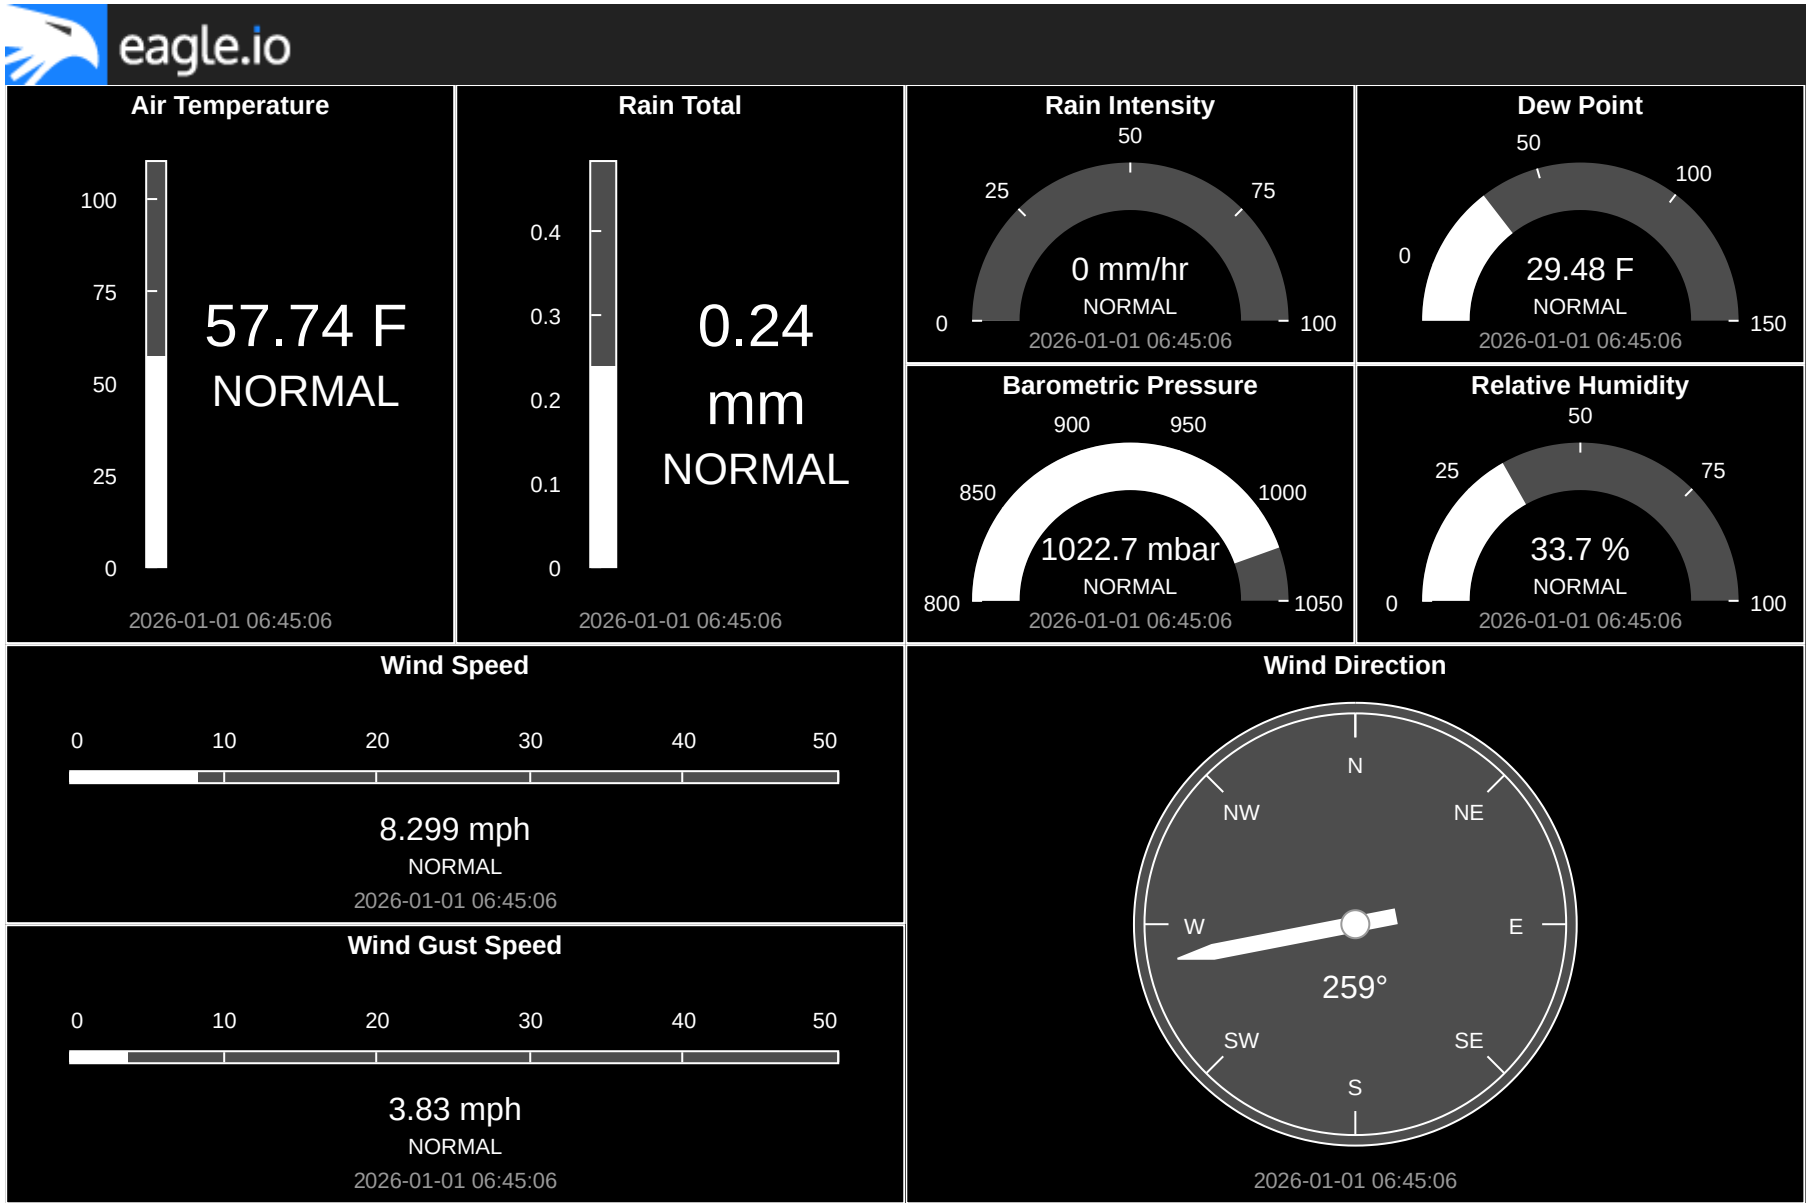 eagle.io
Air Temperature
100
75
50
25
0
57.74 F
NORMAL
2026-01-01 06:45:06
Rain Total
0.4
0.3
0.2
0.1
0
0.24
mm
NORMAL
2026-01-01 06:45:06
Rain Intensity
0
25
50
75
100
0 mm/hr
NORMAL
2026-01-01 06:45:06
Dew Point
0
50
100
150
29.48 F
NORMAL
2026-01-01 06:45:06
Barometric Pressure
800
850
900
950
1000
1050
1022.7 mbar
NORMAL
2026-01-01 06:45:06
Relative Humidity
0
25
50
75
100
33.7 %
NORMAL
2026-01-01 06:45:06
Wind Speed
0 10 20 30 40 50
8.299 mph
NORMAL
2026-01-01 06:45:06
Wind Gust Speed
0 10 20 30 40 50
3.83 mph
NORMAL
2026-01-01 06:45:06
Wind Direction
N
NW NE
W E
259°
SW SE
S
2026-01-01 06:45:06